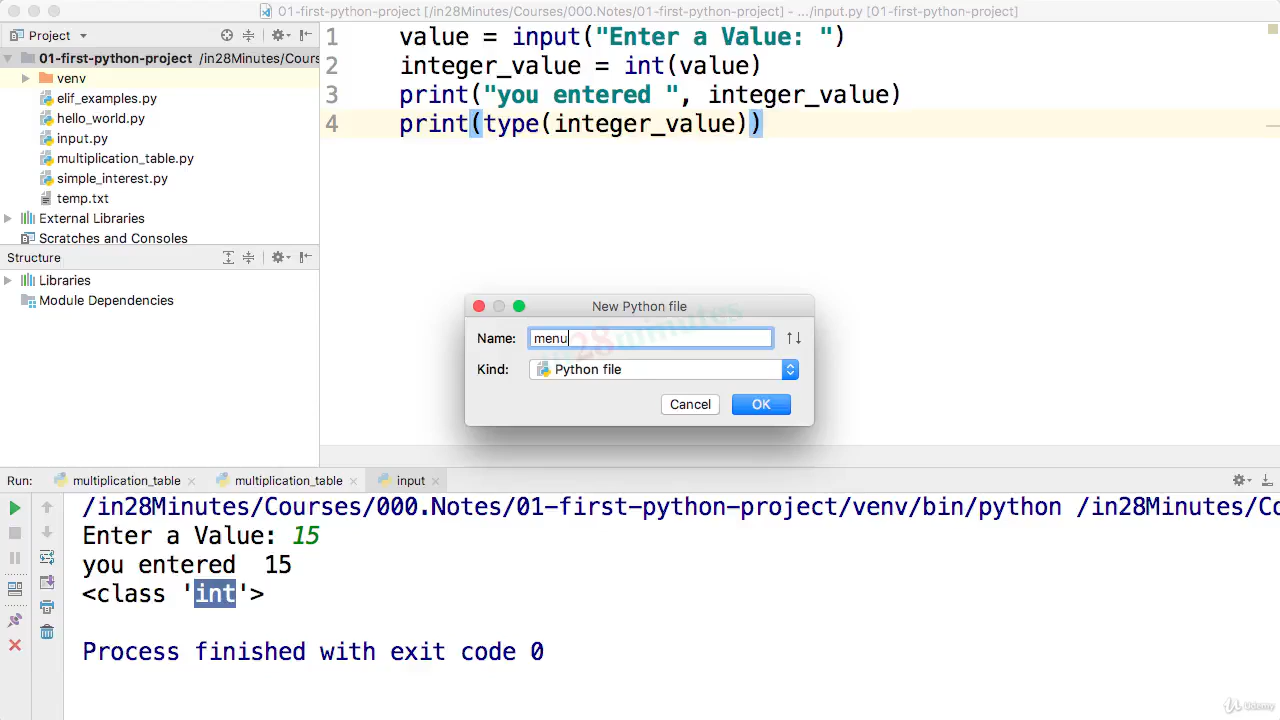 01-first-python-project [/in28Minutes/Courses/000.Notes/01-first-python-project] - .../input.py [01-first-python-project]
Project
01-first-python-project /in28Minutes/Cours
venv
elif_examples.py
hello_world.py
input.py
multiplication_table.py
simple_interest.py
temp.txt
External Libraries
Scratches and Consoles
Structure
Libraries
Module Dependencies
1 value = input("Enter a Value: ")
2 integer_value = int(value)
3 print("you entered ", integer_value)
4 print(type(integer_value))
New Python file
in28minutes
Name: menu
Kind: Python file
Cancel OK
Run: multiplication_table multiplication_table input
/in28Minutes/Courses/000.Notes/01-first-python-project/venv/bin/python /in28Minutes/Co
Enter a Value: 15
you entered  15
<class 'int'>
Process finished with exit code 0
Udemy